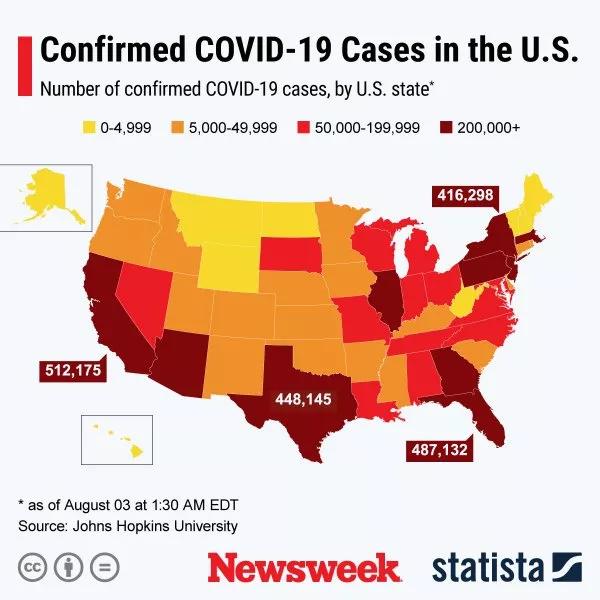 Confirmed COVID-19 Cases in the U.S.
Number of confirmed COVID-19 cases, by U.S. state*
0-4,999 5,000-49,999 50,000-199,999 200,000+
416,298
512,175
448,145
487,132
* as of August 03 at 1:30 AM EDT
Source: Johns Hopkins University
cc Newsweek statista